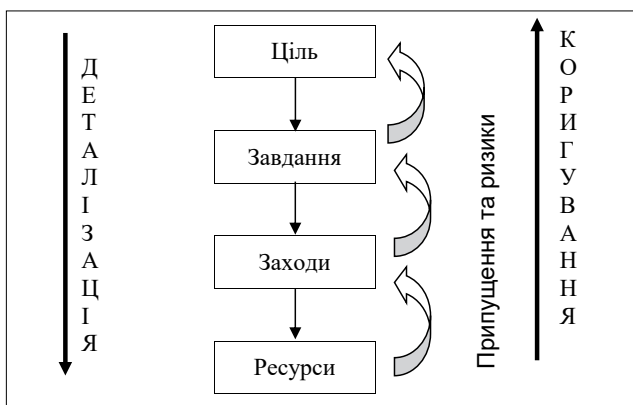 ДЕТАЛІЗАЦІЯ
Ціль
Завдання
Заходи
Ресурси
Припущення та ризики
КОРИГУВАННЯ